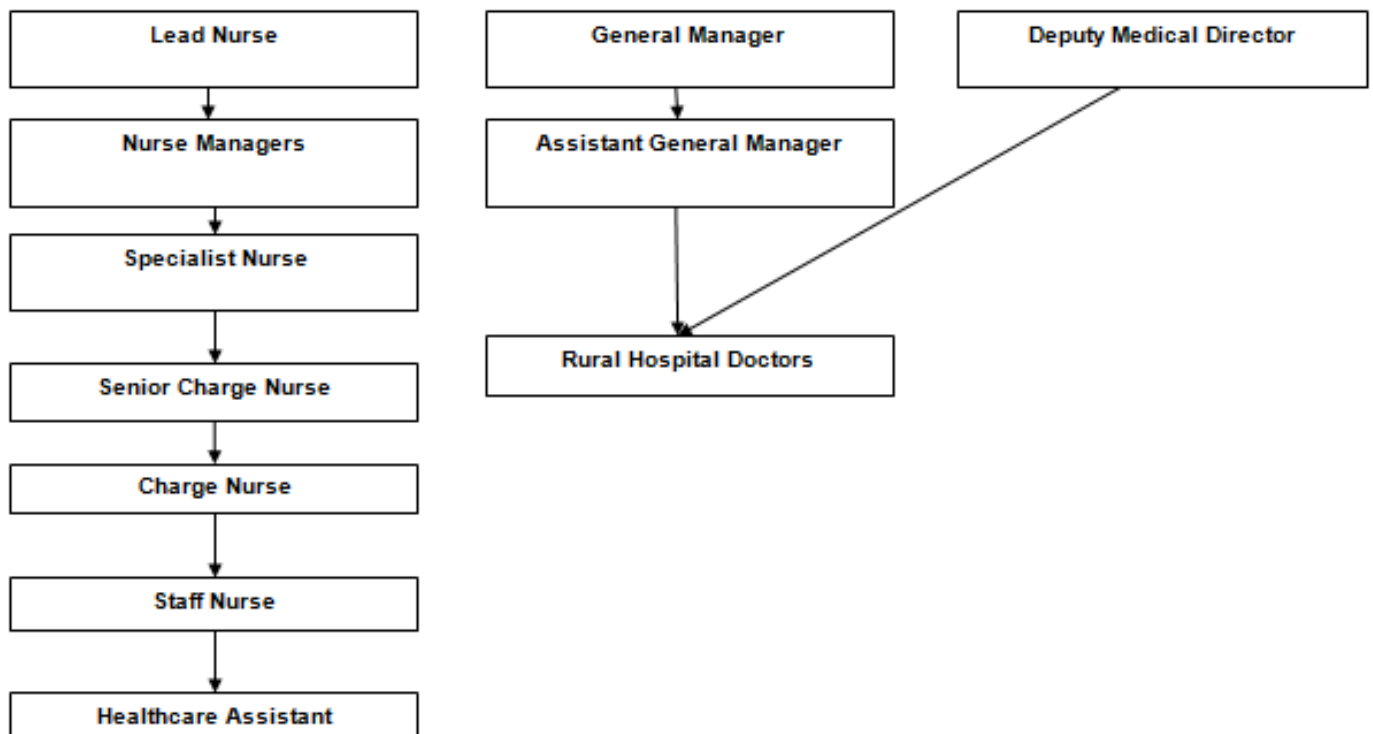 Lead Nurse
General Manager
Deputy Medical Director
Nurse Managers
Assistant General Manager
Specialist Nurse
Rural Hospital Doctors
Senior Charge Nurse
Charge Nurse
Staff Nurse
Healthcare Assistant